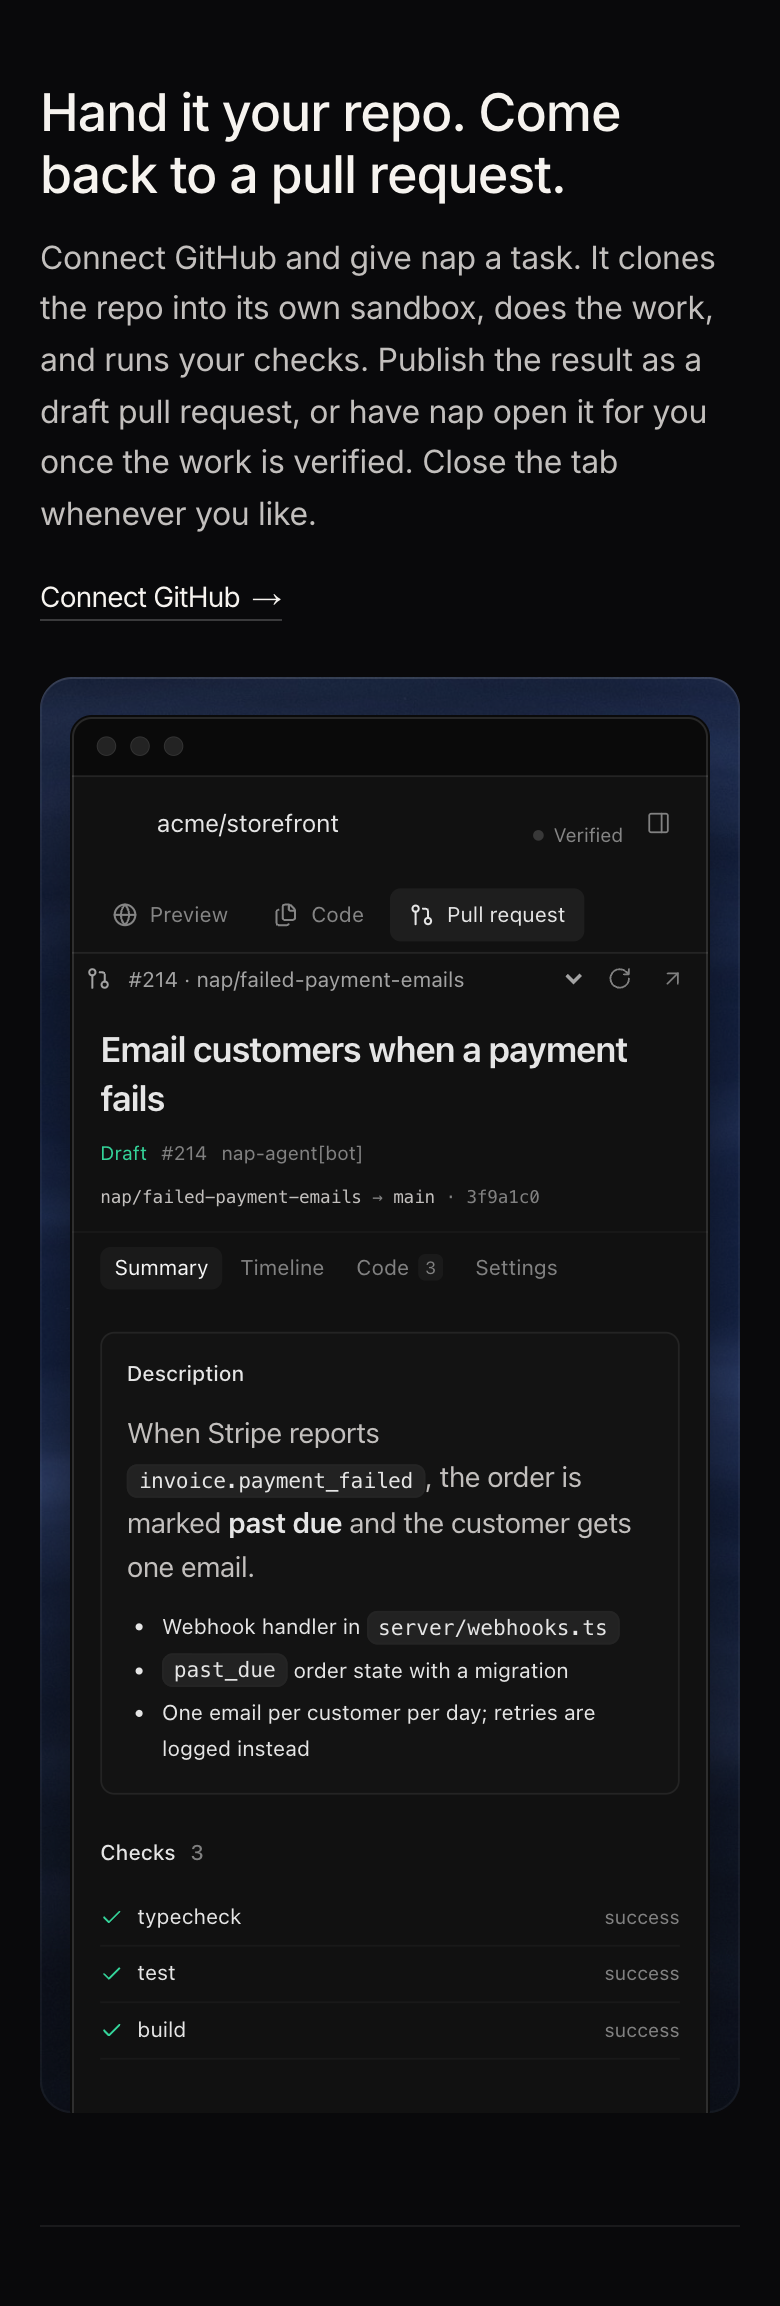 Hand it your repo. Come
back to a pull request.
Connect GitHub and give nap a task. It clones
the repo into its own sandbox, does the work,
and runs your checks. Publish the result as a
draft pull request, or have nap open it for you
once the work is verified. Close the tab
whenever you like.
Connect GitHub →
acme/storefront
Verified
Preview Code Pull request
#214 · nap/failed-payment-emails
Email customers when a payment
fails
Draft #214 nap-agent[bot]
nap/failed-payment-emails → main · 3f9a1c0
Summary Timeline Code 3 Settings
Description
When Stripe reports
invoice.payment_failed, the order is
marked past due and the customer gets
one email.
• Webhook handler in server/webhooks.ts
• past_due order state with a migration
• One email per customer per day; retries are
logged instead
Checks 3
typecheck success
test success
build success